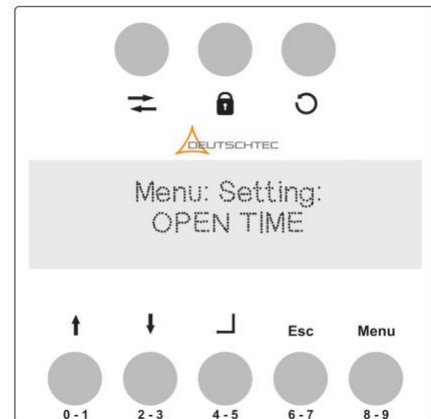 DEUTSCHTEC
Menu: Setting:
OPEN TIME
Esc Menu
0 - 1 2 - 3 4 - 5 6 - 7 8 - 9